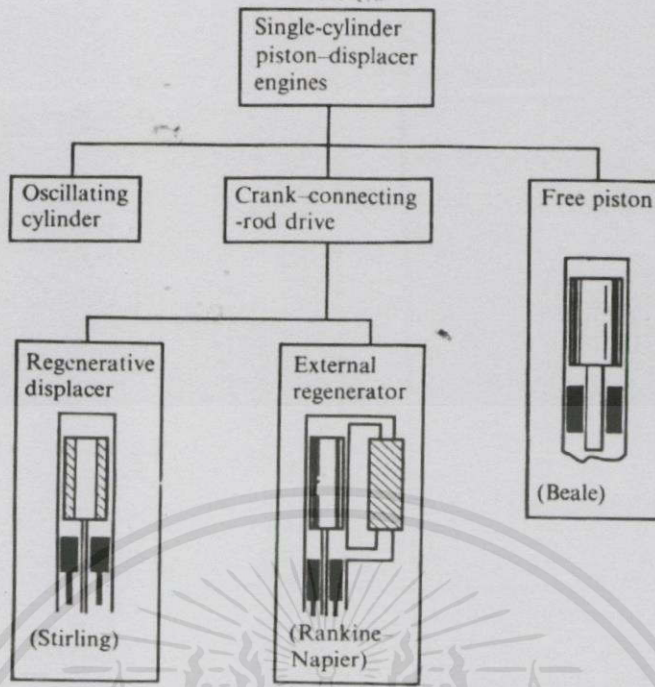 Single-cylinder
piston–displacer
engines
Oscillating
cylinder
Crank–connecting
-rod drive
Free piston
Regenerative
displacer
External
regenerator
(Beale)
(Stirling)
(Rankine–
Napier)